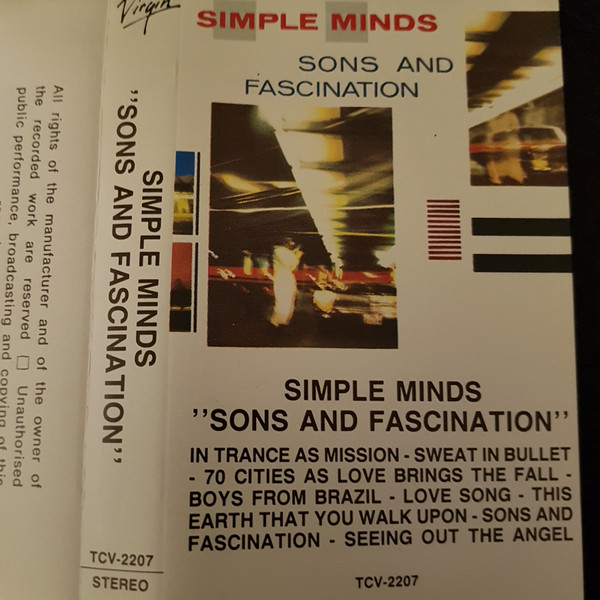 All rights of the manufacturer and of the owner of
the recorded work are reserved □ Unauthorised
public performance, broadcasting and copying of this
Virgin
SIMPLE MINDS
"SONS AND FASCINATION"
TCV-2207
STEREO
SIMPLE MINDS
SONS AND
FASCINATION
SIMPLE MINDS
''SONS AND FASCINATION''
IN TRANCE AS MISSION - SWEAT IN BULLET
- 70 CITIES AS LOVE BRINGS THE FALL -
BOYS FROM BRAZIL - LOVE SONG - THIS
EARTH THAT YOU WALK UPON - SONS AND
FASCINATION - SEEING OUT THE ANGEL
TCV-2207